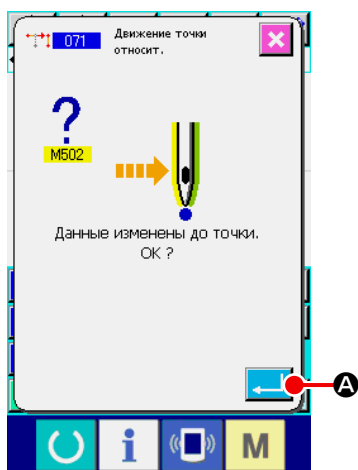 071
Движение точки
относит.
?
M502
Данные изменены до точки.
OK ?
A
i
M